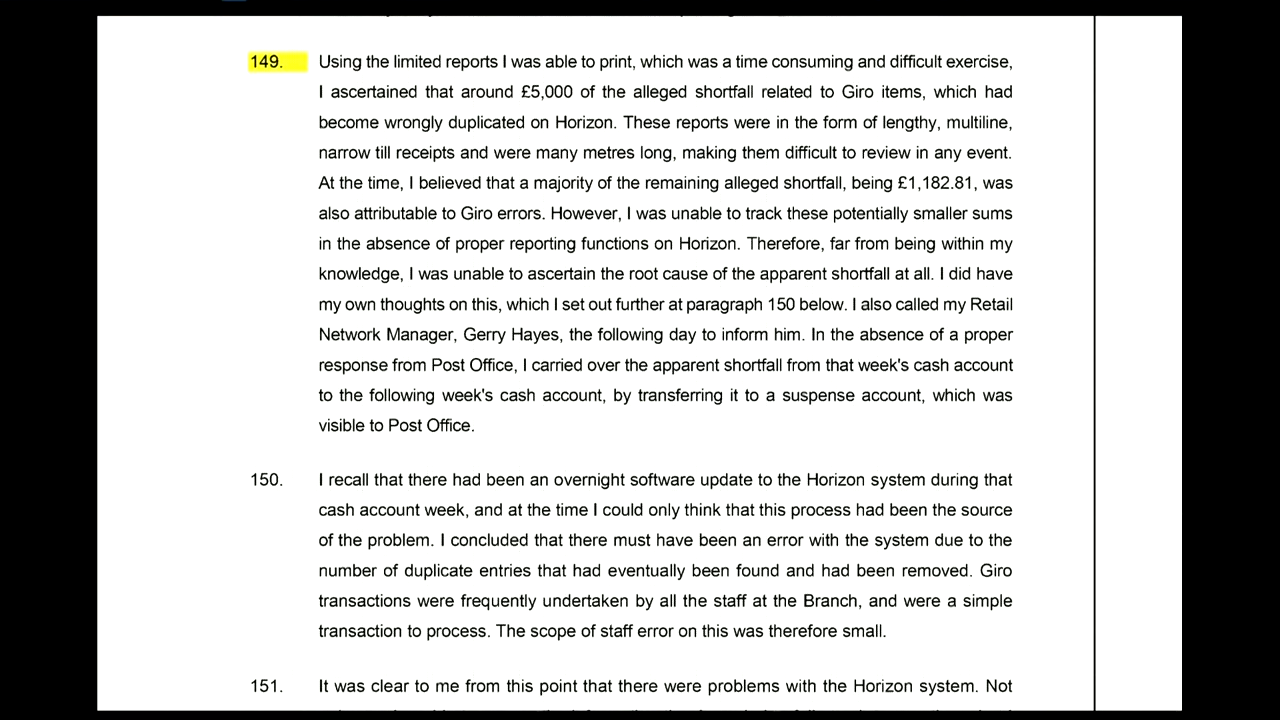 149. Using the limited reports I was able to print, which was a time consuming and difficult exercise,
I ascertained that around £5,000 of the alleged shortfall related to Giro items, which had
become wrongly duplicated on Horizon. These reports were in the form of lengthy, multiline,
narrow till receipts and were many metres long, making them difficult to review in any event.
At the time, I believed that a majority of the remaining alleged shortfall, being £1,182.81, was
also attributable to Giro errors. However, I was unable to track these potentially smaller sums
in the absence of proper reporting functions on Horizon. Therefore, far from being within my
knowledge, I was unable to ascertain the root cause of the apparent shortfall at all. I did have
my own thoughts on this, which I set out further at paragraph 150 below. I also called my Retail
Network Manager, Gerry Hayes, the following day to inform him. In the absence of a proper
response from Post Office, I carried over the apparent shortfall from that week's cash account
to the following week's cash account, by transferring it to a suspense account, which was
visible to Post Office.
150. I recall that there had been an overnight software update to the Horizon system during that
cash account week, and at the time I could only think that this process had been the source
of the problem. I concluded that there must have been an error with the system due to the
number of duplicate entries that had eventually been found and had been removed. Giro
transactions were frequently undertaken by all the staff at the Branch, and were a simple
transaction to process. The scope of staff error on this was therefore small.
151. It was clear to me from this point that there were problems with the Horizon system. Not